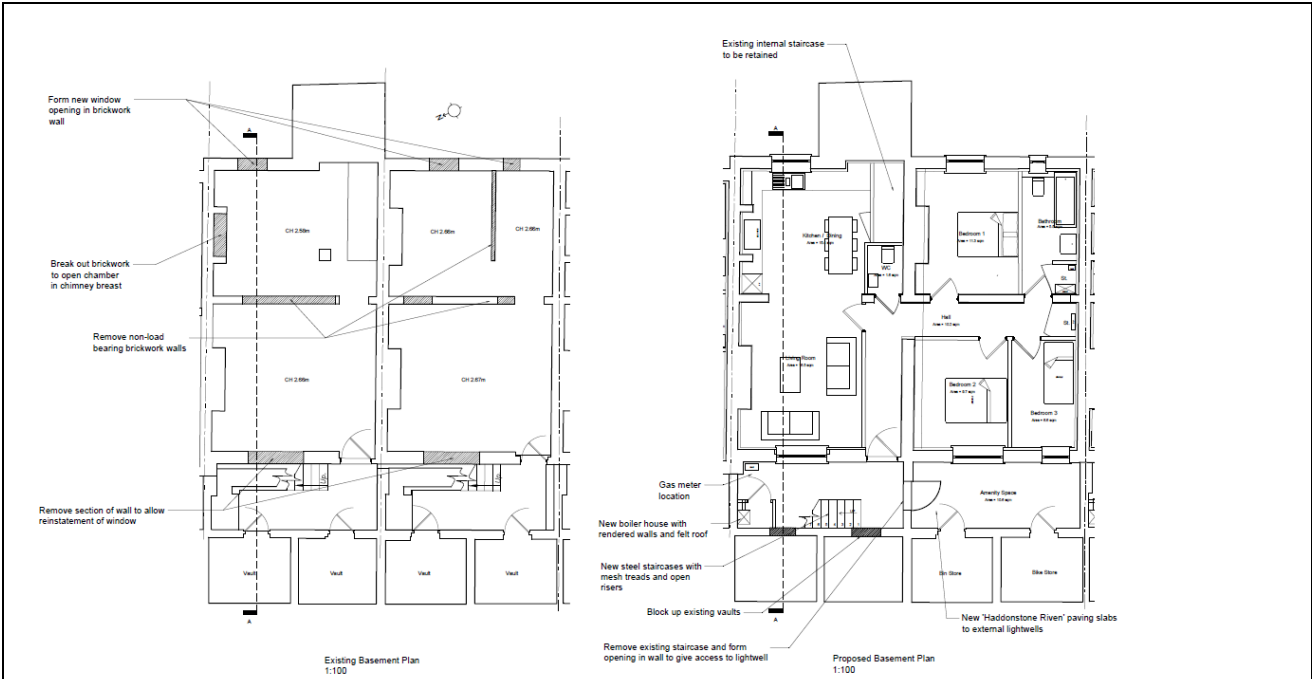 Form new window
opening in brickwork
wall
A
N
CH 2.59m
CH 2.66m
CH 2.66m
Break out brickwork
to open chamber
in chimney breast
Remove non-load
bearing brickwork walls
CH 2.66m
CH 2.67m
Up
Up
Remove section of wall to allow
reinstatement of window
Vault
Vault
Vault
Vault
A
Existing Basement Plan
1:100
Existing internal staircase
to be retained
A
Kitchen / Dining
WC
Bedroom 1
Bathroom
St.
Hall
St.
Living Room
Bedroom 2
Bedroom 3
Gas meter
location
Amenity Space
New boiler house with
rendered walls and felt roof
New steel staircases with
mesh treads and open
risers
Bin Store
Bike Store
Block up existing vaults
A
New 'Haddonstone Riven' paving slabs
to external lightwells
Remove existing staircase and form
opening in wall to give access to lightwell
Proposed Basement Plan
1:100